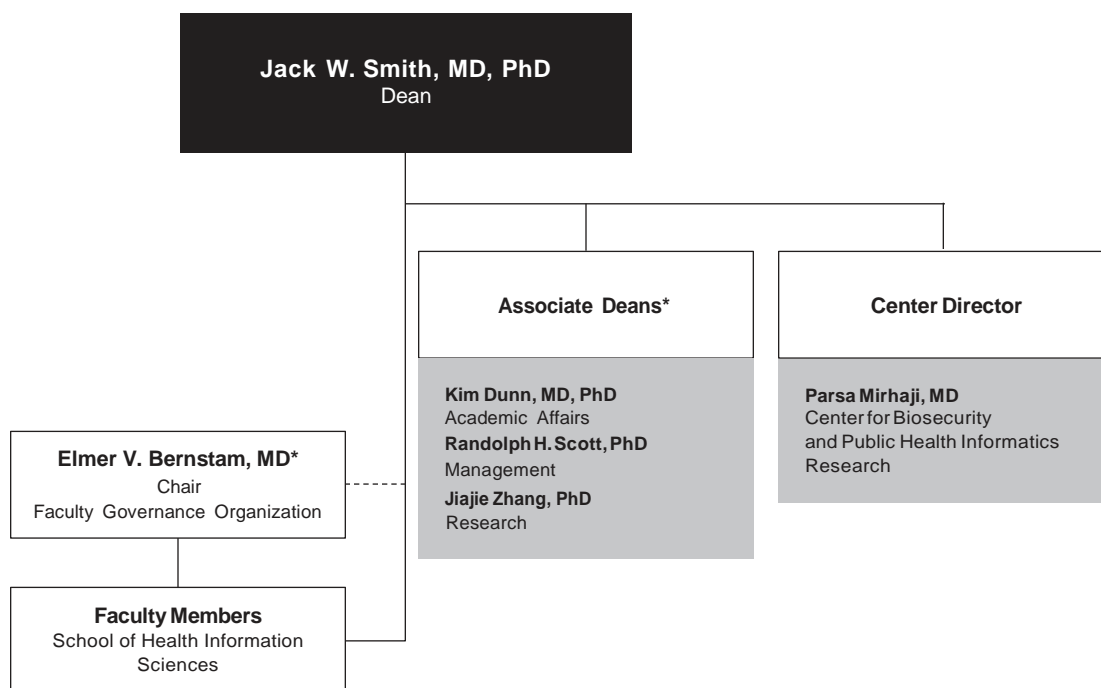 Jack W. Smith, MD, PhD
Dean
Associate Deans*
Center Director
Kim Dunn, MD, PhD
Academic Affairs
Randolph H. Scott, PhD
Management
Jiajie Zhang, PhD
Research
Parsa Mirhaji, MD
Center for Biosecurity
and Public Health Informatics
Research
Elmer V. Bernstam, MD*
Chair
Faculty Governance Organization
Faculty Members
School of Health Information
Sciences